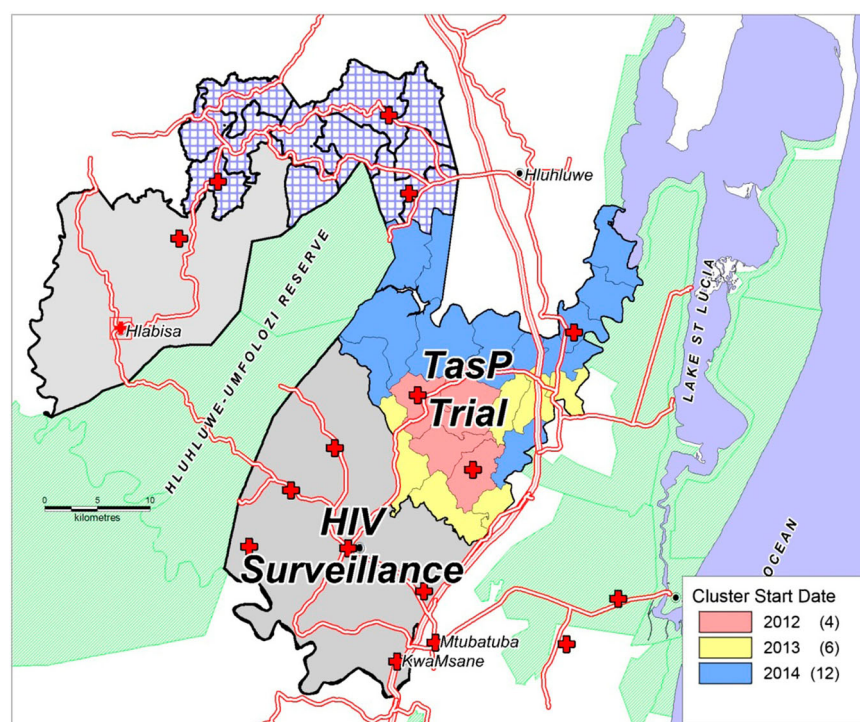 Hluhluwe
Hlabisa
HLUHLUWE-UMFOLOZI RESERVE
LAKE ST LUCIA
TasP
Trial
0 5 10
kilometres
HIV
Surveillance
OCEAN
Mtubatuba
KwaMsane
Cluster Start Date
2012 (4)
2013 (6)
2014 (12)